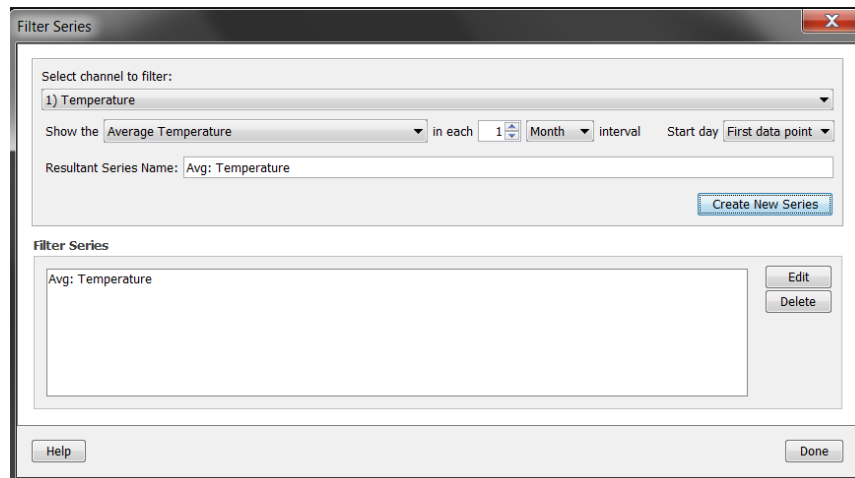 Filter Series
Select channel to filter:
1) Temperature
Show the Average Temperature in each 1 Month interval Start day First data point
Resultant Series Name: Avg: Temperature
Create New Series
Filter Series
Avg: Temperature
Edit
Delete
Help Done